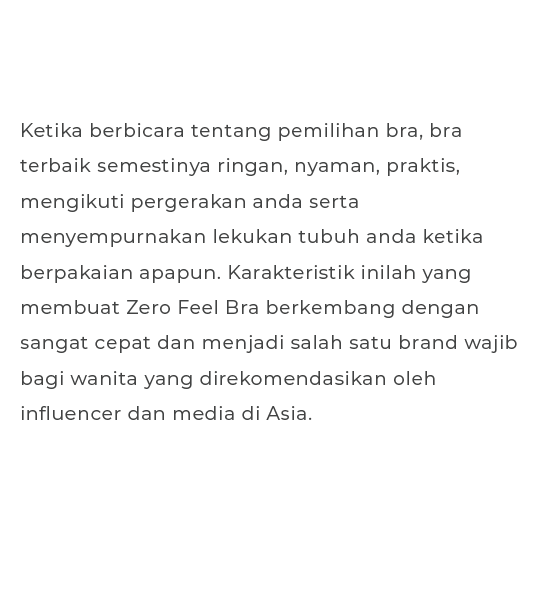 Ketika berbicara tentang pemilihan bra, bra
terbaik semestinya ringan, nyaman, praktis,
mengikuti pergerakan anda serta
menyempurnakan lekukan tubuh anda ketika
berpakaian apapun. Karakteristik inilah yang
membuat Zero Feel Bra berkembang dengan
sangat cepat dan menjadi salah satu brand wajib
bagi wanita yang direkomendasikan oleh
influencer dan media di Asia.